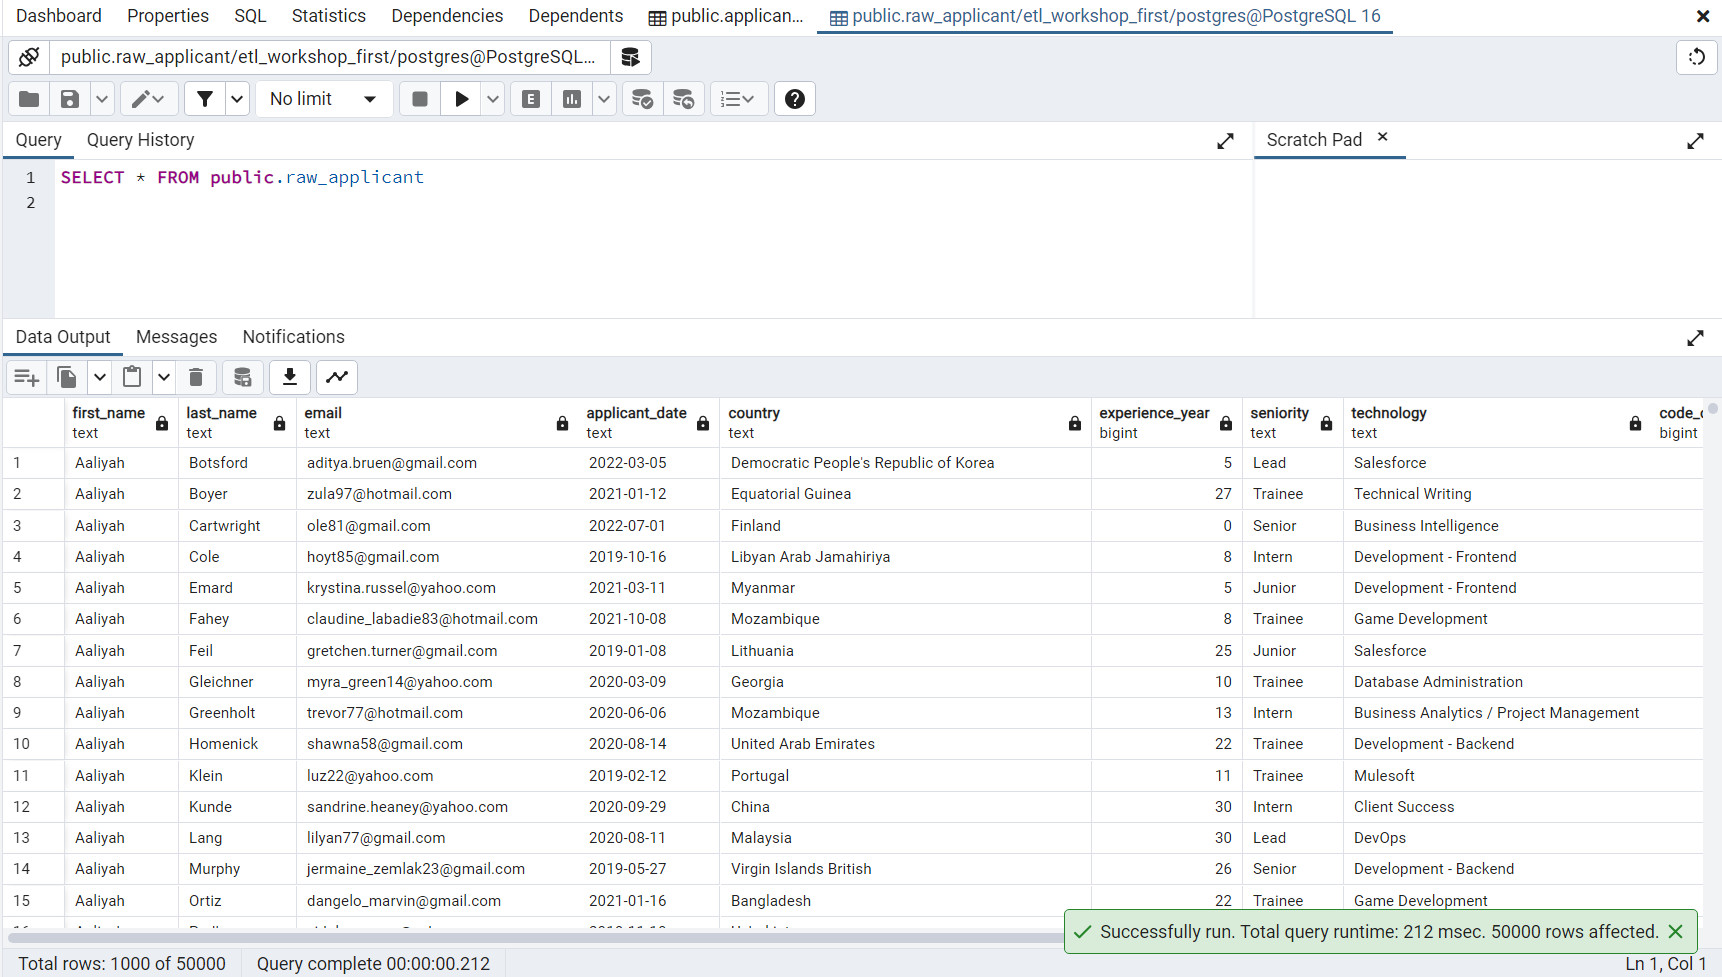 Dashboard Properties SQL Statistics Dependencies Dependents public.applican... public.raw_applicant/etl_workshop_first/postgres@PostgreSQL 16
public.raw_applicant/etl_workshop_first/postgres@PostgreSQL...
No limit E
Query Query History Scratch Pad
1 SELECT * FROM public.raw_applicant
2
Data Output Messages Notifications
first_name last_name email applicant_date country experience_year seniority technology
text text text text text bigint text text bigint
1 Aaliyah Botsford aditya.bruen@gmail.com 2022-03-05 Democratic People's Republic of Korea 5 Lead Salesforce
2 Aaliyah Boyer zula97@hotmail.com 2021-01-12 Equatorial Guinea 27 Trainee Technical Writing
3 Aaliyah Cartwright ole81@gmail.com 2022-07-01 Finland 0 Senior Business Intelligence
4 Aaliyah Cole hoyt85@gmail.com 2019-10-16 Libyan Arab Jamahiriya 8 Intern Development - Frontend
5 Aaliyah Emard krystina.russel@yahoo.com 2021-03-11 Myanmar 5 Junior Development - Frontend
6 Aaliyah Fahey claudine_labadie83@hotmail.com 2021-10-08 Mozambique 8 Trainee Game Development
7 Aaliyah Feil gretchen.turner@gmail.com 2019-01-08 Lithuania 25 Junior Salesforce
8 Aaliyah Gleichner myra_green14@yahoo.com 2020-03-09 Georgia 10 Trainee Database Administration
9 Aaliyah Greenholt trevor77@hotmail.com 2020-06-06 Mozambique 13 Intern Business Analytics / Project Management
10 Aaliyah Homenick shawna58@gmail.com 2020-08-14 United Arab Emirates 22 Trainee Development - Backend
11 Aaliyah Klein luz22@yahoo.com 2019-02-12 Portugal 11 Trainee Mulesoft
12 Aaliyah Kunde sandrine.heaney@yahoo.com 2020-09-29 China 30 Intern Client Success
13 Aaliyah Lang lilyan77@gmail.com 2020-08-11 Malaysia 30 Lead DevOps
14 Aaliyah Murphy jermaine_zemlak23@gmail.com 2019-05-27 Virgin Islands British 26 Senior Development - Backend
15 Aaliyah Ortiz dangelo_marvin@gmail.com 2021-01-16 Bangladesh 22 Trainee Game Development
Successfully run. Total query runtime: 212 msec. 50000 rows affected.
Total rows: 1000 of 50000 Query complete 00:00:00.212 Ln 1, Col 1